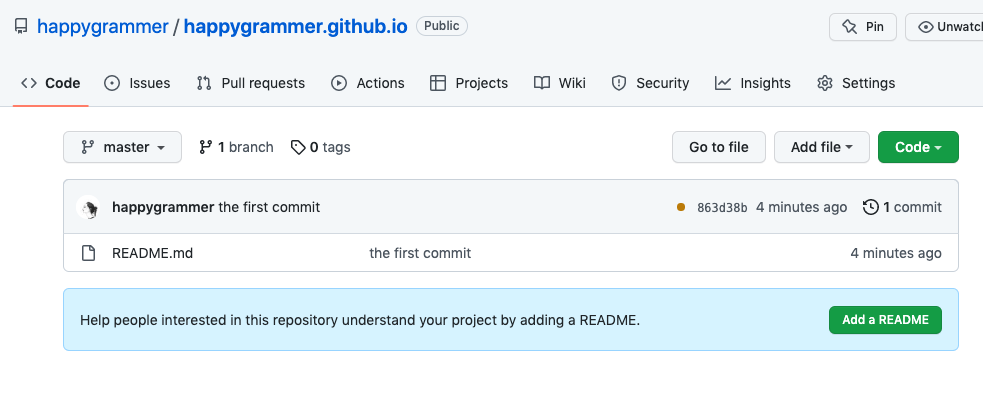 happygrammer / happygrammer.github.io Public Pin
Code Issues Pull requests Actions Projects Wiki Security Insights Settings
master 1 branch 0 tags Go to file Add file Code
happygrammer the first commit 863d38b 4 minutes ago 1 commit
README.md the first commit 4 minutes ago
Help people interested in this repository understand your project by adding a README. Add a README